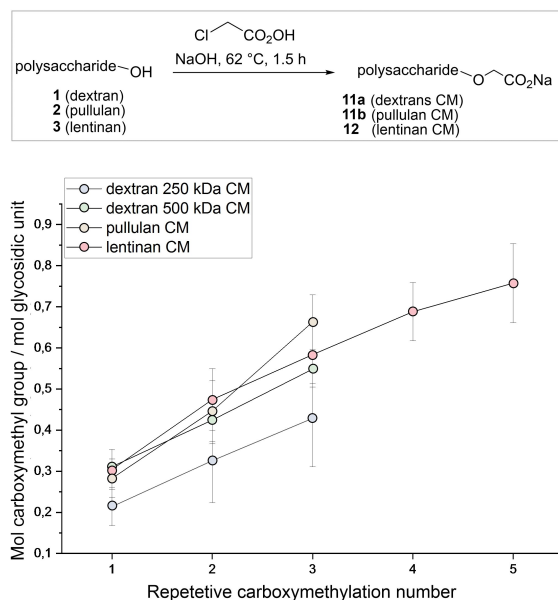 Cl
CO₂OH
NaOH, 62 °C, 1.5 h
polysaccharide
OH
1 (dextran)
2 (pullulan)
3 (lentinan)
polysaccharide
O
CO₂Na
11a (dextrans CM)
11b (pullulan CM)
12 (lentinan CM)
dextran 250 kDa CM
dextran 500 kDa CM
pullulan CM
lentinan CM
Mol carboxymethyl group / mol glycosidic unit
0,9
0,8
0,7
0,6
0,5
0,4
0,3
0,2
0,1
1 2 3 4 5
Repetetive carboxymethylation number